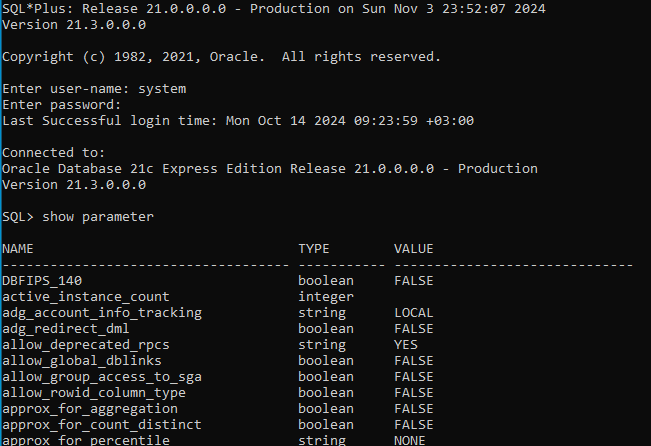 SQL*Plus: Release 21.0.0.0.0 - Production on Sun Nov 3 23:52:07 2024
Version 21.3.0.0.0
Copyright (c) 1982, 2021, Oracle.  All rights reserved.
Enter user-name: system
Enter password:
Last Successful login time: Mon Oct 14 2024 09:23:59 +03:00
Connected to:
Oracle Database 21c Express Edition Release 21.0.0.0.0 - Production
Version 21.3.0.0.0
SQL> show parameter
NAME                                 TYPE        VALUE
------------------------------------ ----------- ------------------------------
DBFIPS_140                           boolean     FALSE
active_instance_count                integer
adg_account_info_tracking            string      LOCAL
adg_redirect_dml                     boolean     FALSE
allow_deprecated_rpcs                string      YES
allow_global_dblinks                 boolean     FALSE
allow_group_access_to_sga            boolean     FALSE
allow_rowid_column_type              boolean     FALSE
approx_for_aggregation               boolean     FALSE
approx_for_count_distinct            boolean     FALSE
approx_for_percentile                string      NONE